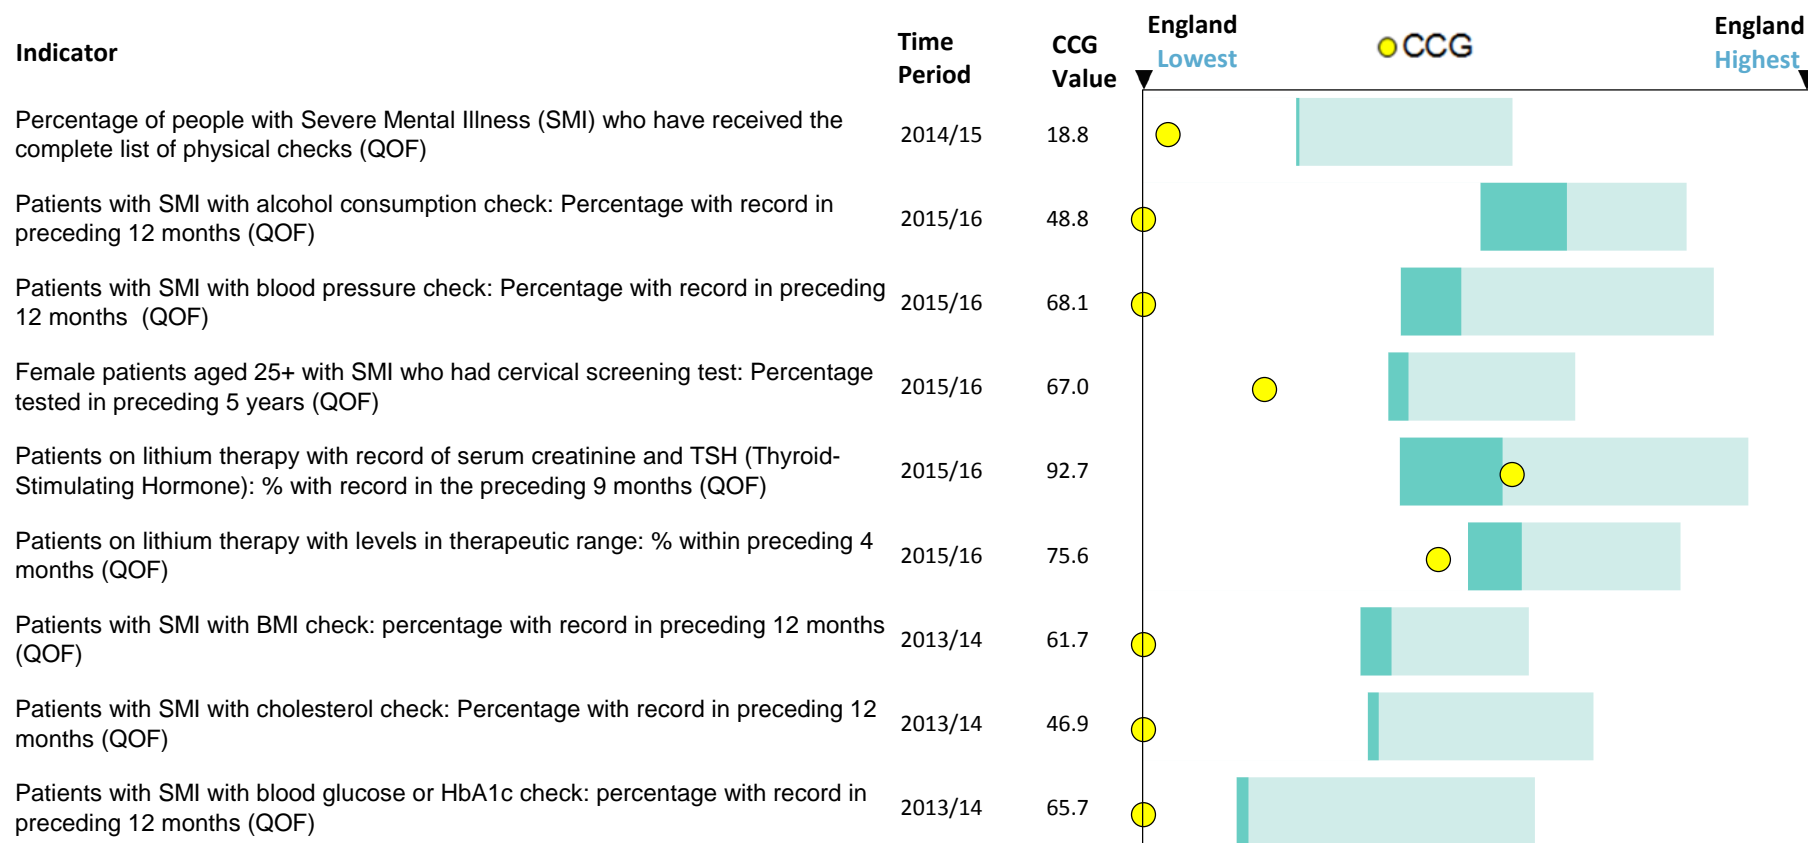 Indicator
Time
Period
CCG
Value
England
Lowest
CCG
England
Highest
Percentage of people with Severe Mental Illness (SMI) who have received the
complete list of physical checks (QOF)
2014/15
18.8
Patients with SMI with alcohol consumption check: Percentage with record in
preceding 12 months (QOF)
2015/16
48.8
Patients with SMI with blood pressure check: Percentage with record in preceding
12 months  (QOF)
2015/16
68.1
Female patients aged 25+ with SMI who had cervical screening test: Percentage
tested in preceding 5 years (QOF)
2015/16
67.0
Patients on lithium therapy with record of serum creatinine and TSH (Thyroid-
Stimulating Hormone): % with record in the preceding 9 months (QOF)
2015/16
92.7
Patients on lithium therapy with levels in therapeutic range: % within preceding 4
months (QOF)
2015/16
75.6
Patients with SMI with BMI check: percentage with record in preceding 12 months
(QOF)
2013/14
61.7
Patients with SMI with cholesterol check: Percentage with record in preceding 12
months (QOF)
2013/14
46.9
Patients with SMI with blood glucose or HbA1c check: percentage with record in
preceding 12 months (QOF)
2013/14
65.7